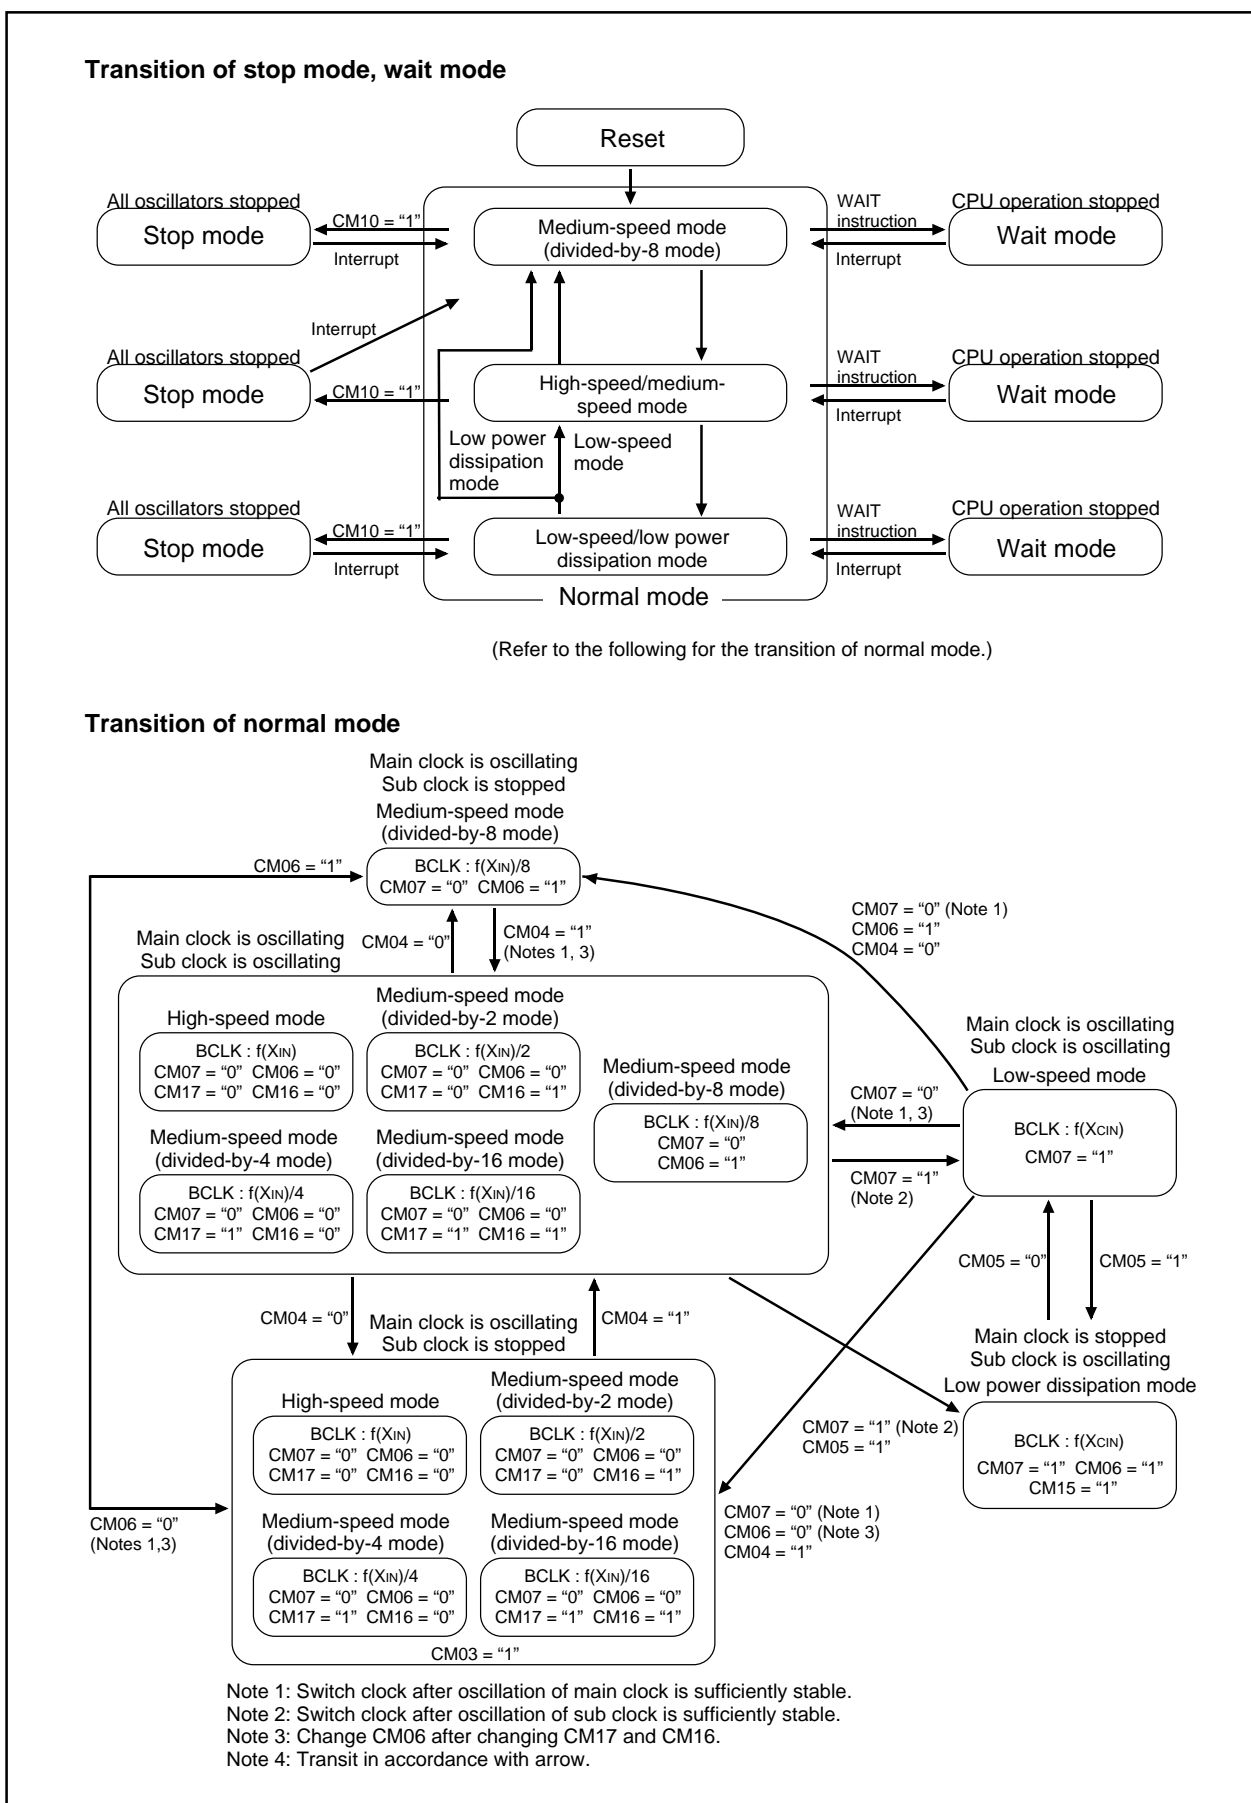 Transition of stop mode, wait mode
Reset
All oscillators stopped
Stop mode
CM10 = “1”
Interrupt
Medium-speed mode
(divided-by-8 mode)
WAIT
instruction
Interrupt
CPU operation stopped
Wait mode
Interrupt
All oscillators stopped
Stop mode
CM10 = “1”
High-speed/medium-
speed mode
WAIT
instruction
Interrupt
CPU operation stopped
Wait mode
Low power
dissipation
mode
Low-speed
mode
All oscillators stopped
Stop mode
CM10 = “1”
Interrupt
Low-speed/low power
dissipation mode
WAIT
instruction
Interrupt
CPU operation stopped
Wait mode
Normal mode
(Refer to the following for the transition of normal mode.)
Transition of normal mode
Main clock is oscillating
Sub clock is stopped
Medium-speed mode
(divided-by-8 mode)
CM06 = “1”
BCLK : f(XIN)/8
CM07 = “0” CM06 = “1”
CM07 = “0” (Note 1)
CM06 = “1”
CM04 = “0”
Main clock is oscillating
Sub clock is oscillating
CM04 = “0”
CM04 = “1”
(Notes 1, 3)
High-speed mode
BCLK : f(XIN)
CM07 = “0” CM06 = “0”
CM17 = “0” CM16 = “0”
Medium-speed mode
(divided-by-2 mode)
BCLK : f(XIN)/2
CM07 = “0” CM06 = “0”
CM17 = “0” CM16 = “1”
Medium-speed mode
(divided-by-8 mode)
BCLK : f(XIN)/8
CM07 = “0”
CM06 = “1”
Medium-speed mode
(divided-by-4 mode)
BCLK : f(XIN)/4
CM07 = “0” CM06 = “0”
CM17 = “1” CM16 = “0”
Medium-speed mode
(divided-by-16 mode)
BCLK : f(XIN)/16
CM07 = “0” CM06 = “0”
CM17 = “1” CM16 = “1”
CM07 = “0”
(Note 1, 3)
CM07 = “1”
(Note 2)
Main clock is oscillating
Sub clock is oscillating
Low-speed mode
BCLK : f(XCIN)
CM07 = “1”
CM05 = “0”
CM05 = “1”
CM04 = “0”
Main clock is oscillating
Sub clock is stopped
CM04 = “1”
Main clock is stopped
Sub clock is oscillating
Low power dissipation mode
BCLK : f(XCIN)
CM07 = “1” CM06 = “1”
CM15 = “1”
CM07 = “1” (Note 2)
CM05 = “1”
High-speed mode
BCLK : f(XIN)
CM07 = “0” CM06 = “0”
CM17 = “0” CM16 = “0”
Medium-speed mode
(divided-by-2 mode)
BCLK : f(XIN)/2
CM07 = “0” CM06 = “0”
CM17 = “0” CM16 = “1”
CM06 = “0”
(Notes 1,3)
Medium-speed mode
(divided-by-4 mode)
BCLK : f(XIN)/4
CM07 = “0” CM06 = “0”
CM17 = “1” CM16 = “0”
Medium-speed mode
(divided-by-16 mode)
BCLK : f(XIN)/16
CM07 = “0” CM06 = “0”
CM17 = “1” CM16 = “1”
CM07 = “0” (Note 1)
CM06 = “0” (Note 3)
CM04 = “1”
CM03 = “1”
Note 1: Switch clock after oscillation of main clock is sufficiently stable.
Note 2: Switch clock after oscillation of sub clock is sufficiently stable.
Note 3: Change CM06 after changing CM17 and CM16.
Note 4: Transit in accordance with arrow.